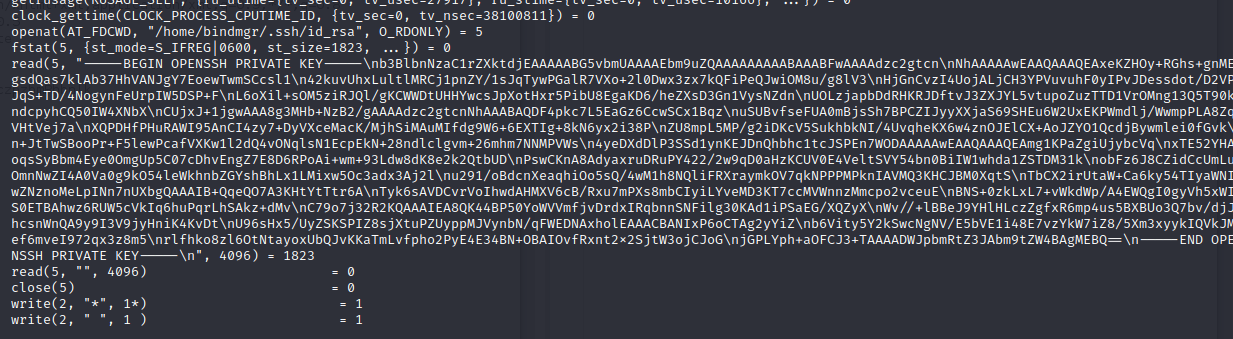 getrusage(RUSAGE_SELF, {ru_utime={tv_sec=0, tv_usec=27917}, ru_stime={tv_sec=0, tv_usec=10166}, ...}) = 0
clock_gettime(CLOCK_PROCESS_CPUTIME_ID, {tv_sec=0, tv_nsec=38100811}) = 0
openat(AT_FDCWD, "/home/bindmgr/.ssh/id_rsa", O_RDONLY) = 5
fstat(5, {st_mode=S_IFREG|0600, st_size=1823, ...}) = 0
read(5, "-----BEGIN OPENSSH PRIVATE KEY-----\nb3BlbnNzaC1rZXktdjEAAAAABG5vbmUAAAAEbm9uZQAAAAAAAAABAAABFwAAAAdzc2gtcn\nNhAAAAAwEAAQAAAQEAxeKZHOy+RGhs+gnME
gsdQas7klAb37HhVANJgY7EoewTwmSCcsl1\n42kuvUhxLultlMRCj1pnZY/1sJqTywPGalR7VXo+2l0Dwx3zx7kQFiPeQJwiOM8u/g8lV3\nHjGnCvzI4UojALjCH3YPVuvuhF0yIPvJDessdot/D2VP
JqS+TD/4NogynFeUrpIW5DSP+F\nL6oXil+sOM5ziRJQl/gKCWWDtUHHYwcsJpXotHxr5PibU8EgaKD6/heZXsD3Gn1VysNZdn\nUOLzjapbDdRHKRJDftvJ3ZXJYL5vtupoZuzTTD1VrOMng13Q5T90k
ndcpyhCQ50IW4XNbX\nCUjxJ+1jgwAAA8g3MHb+NzB2/gAAAAdzc2gtcnNhAAABAQDF4pkc7L5EaGz6CcwSCx1Bqz\nuSUBvfseFUA0mBjsSh7BPCZIJyyXXjaS69SHEu6W2UxEKPWmdlj/WwmpPLA8Zq
VHtVej7a\nXQPDHfPHuRAWI95AnCI4zy7+DyVXceMacK/MjhSiMAuMIfdg9W6+6EXTIg+8kN6yx2i38P\nZU8mpL5MP/g2iDKcV5SukhbkNI/4UvqheKX6w4znOJElCX+AoJZYO1QcdjBywmlei0fGvk\
n+JtTwSBooPr+F5lewPcafVXKw1l2dQ4vONqlsN1EcpEkN+28ndlclgvm+26mhm7NNMPVWs\n4yeDXdDlP3SSd1ynKEJDnQhbhc1tcJSPEn7WODAAAAAwEAAQAAAQEAmg1KPaZgiUjybcVq\nxTE52YHA
oqsSyBbm4Eye0OmgUp5C07cDhvEngZ7E8D6RPoAi+wm+93Ldw8dK8e2k2QtbUD\nPswCKnA8AdyaxruDRuPY422/2w9qD0aHzKCUV0E4VeltSVY54bn0BiIW1whda1ZSTDM31k\nobFz6J8CZidCcUmLu
OmnNwZI4A0Va0g9kO54leWkhnbZGYshBhLx1LMixw5Oc3adx3Aj2l\nu291/oBdcnXeaqhiOo5sQ/4wM1h8NQliFRXraymkOV7qkNPPPMPknIAVMQ3KHCJBM0XqtS\nTbCX2irUtaW+Ca6ky54TIyaWNI
wZNznoMeLpINn7nUXbgQAAAIB+QqeQO7A3KHtYtTtr6A\nTyk6sAVDCvrVoIhwdAHMXV6cB/Rxu7mPXs8mbCIyiLYveMD3KT7ccMVWnnzMmcpo2vceuE\nBNS+0zkLxL7+vWkdWp/A4EWQgI0gyVh5xWI
S0ETBAhwz6RUW5cVkIq6huPqrLhSAkz+dMv\nC79o7j32R2KQAAAIEA8QK44BP50YoWVVmfjvDrdxIRqbnnSNFilg30KAd1iPSaEG/XQZyX\nWv//+lBBeJ9YHlHLczZgfxR6mp4us5BXBUo3Q7bv/djJ
hcsnWnQA9y9I3V9jyHniK4KvDt\nU96sHx5/UyZSKSPIZ8sjXtuPZUyppMJVynbN/qFWEDNAxholEAAACBANIxP6oCTAg2yYiZ\nb6Vity5Y2kSwcNgNV/E5bVE1i48E7vzYkW7iZ8/5Xm3xyykIQVkJM
ef6mveI972qx3z8m5\nrlfhko8zl6OtNtayoxUbQJvKKaTmLvfpho2PyE4E34BN+OBAIOvfRxnt2x2SjtW3ojCJoG\njGPLYph+aOFCJ3+TAAAADWJpbmRtZ3JAbm9tZW4BAgMEBQ==\n-----END OPE
NSSH PRIVATE KEY-----\n", 4096) = 1823
read(5, "", 4096) = 0
close(5) = 0
write(2, "*", 1*) = 1
write(2, " ", 1 ) = 1